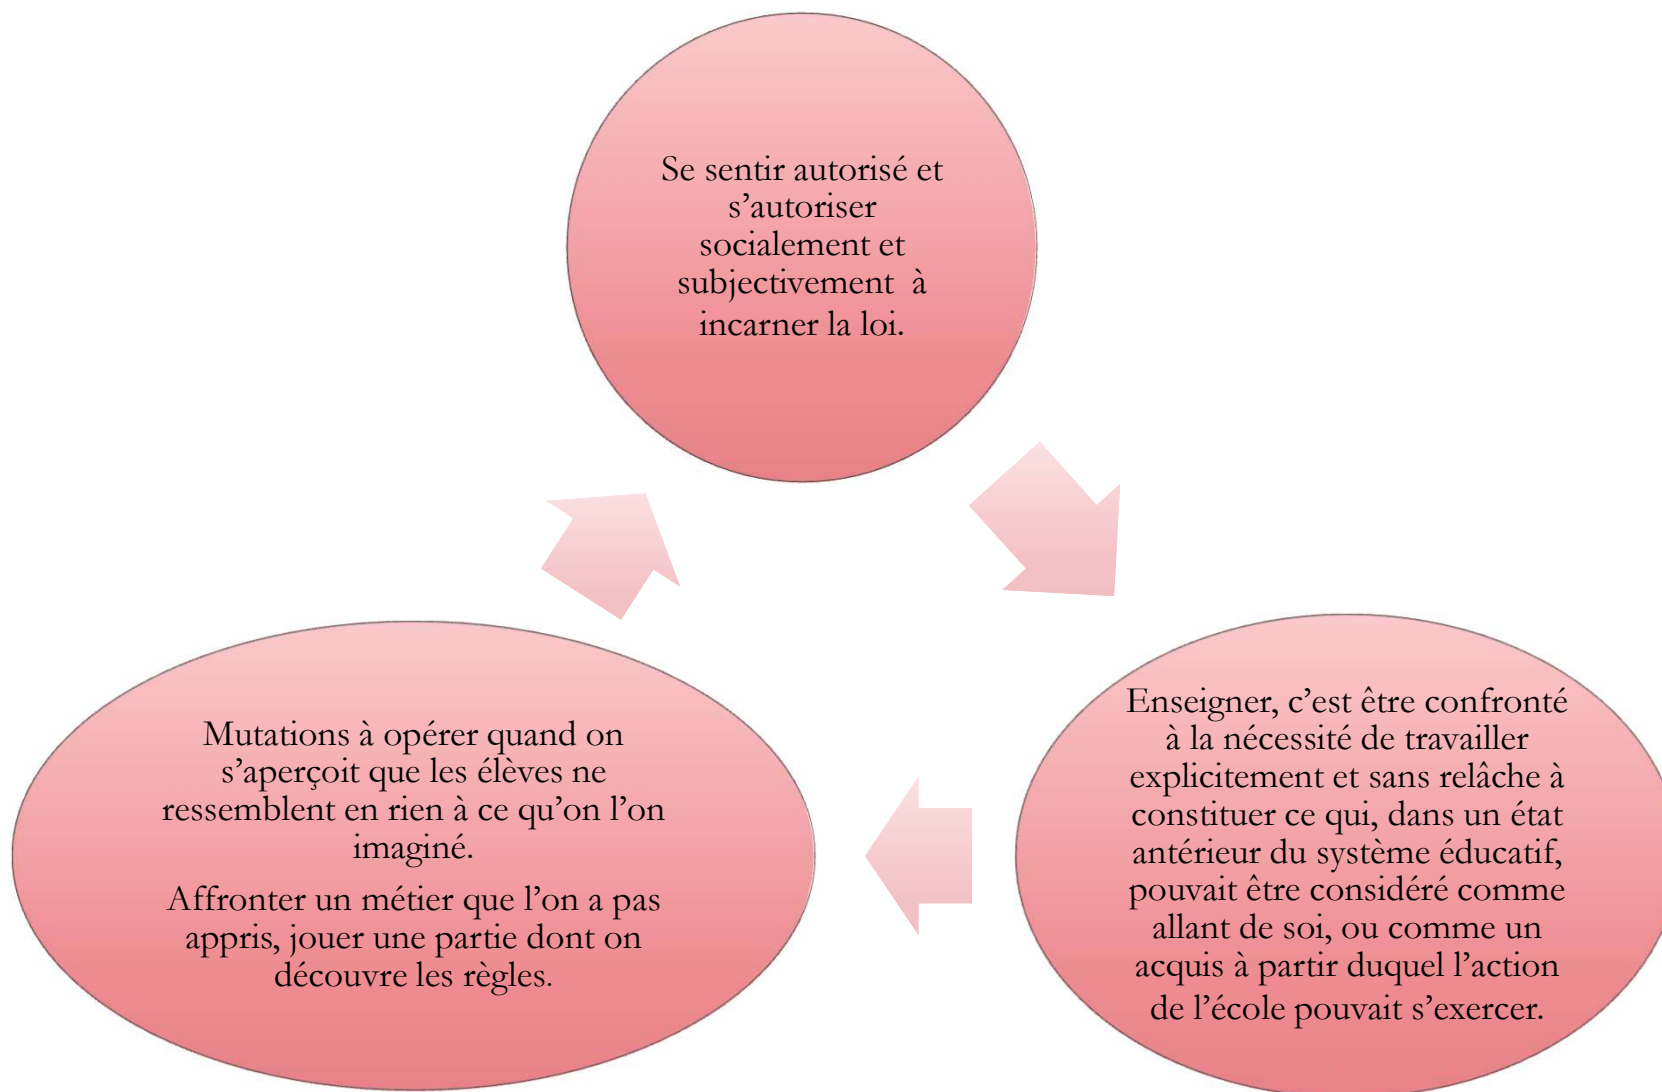 Se sentir autorisé et
s’autoriser
socialement et
subjectivement à
incarner la loi.
Enseigner, c’est être confronté
à la nécessité de travailler
explicitement et sans relâche à
constituer ce qui, dans un état
antérieur du système éducatif,
pouvait être considéré comme
allant de soi, ou comme un
acquis à partir duquel l’action
de l’école pouvait s’exercer.
Mutations à opérer quand on
s’aperçoit que les élèves ne
ressemblent en rien à ce qu’on l’on
imaginé.
Affronter un métier que l’on a pas
appris, jouer une partie dont on
découvre les règles.